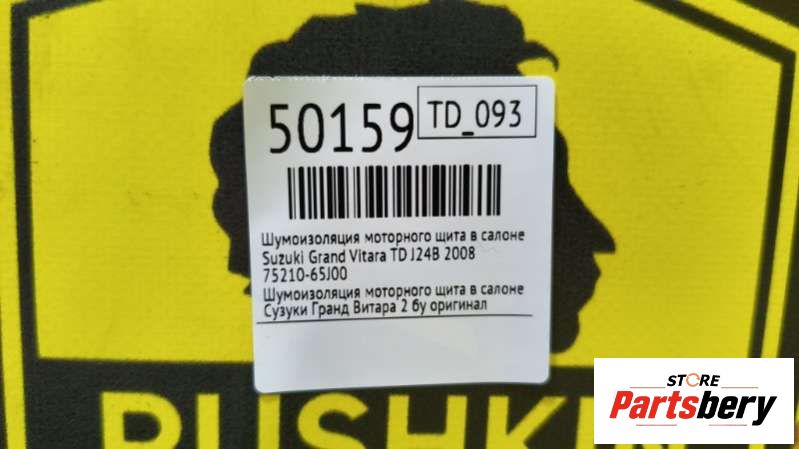 50159
TD_093
Шумоизоляция моторного щита в салоне
Suzuki Grand Vitara TD J24B 2008
75210-65J00
Шумоизоляция моторного щита в салоне
Сузуки Гранд Витара 2 бу оригинал
STORE
Partsbery